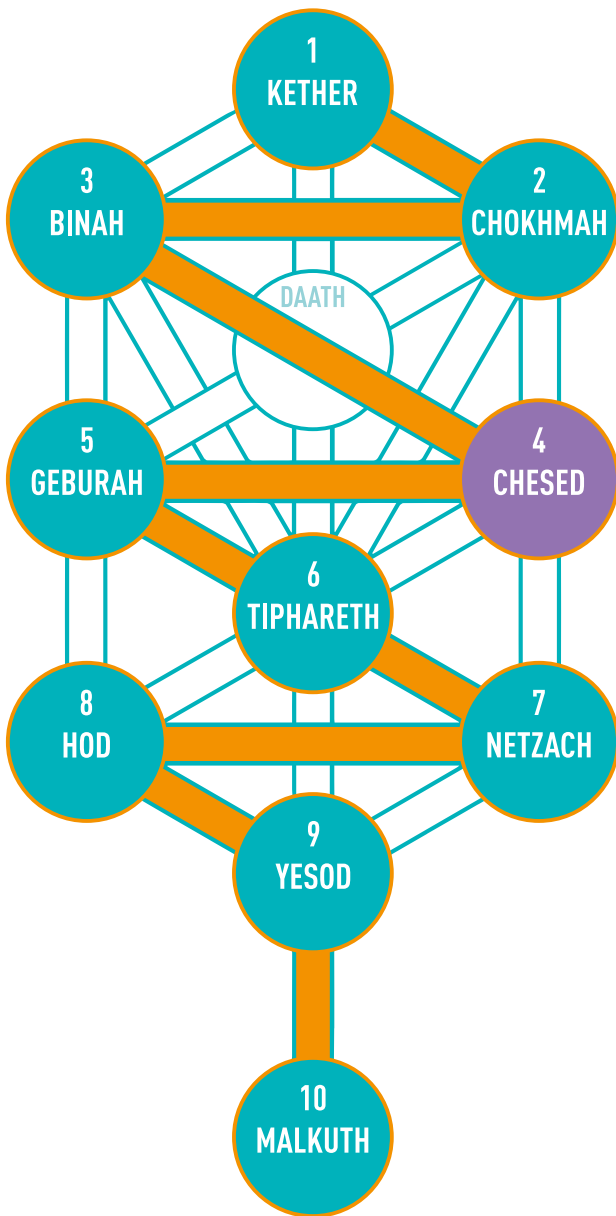 1
KETHER
3
BINAH
2
CHOKHMAH
DAATH
5
GEBURAH
4
CHESED
6
TIPHARETH
8
HOD
7
NETZACH
9
YESOD
10
MALKUTH